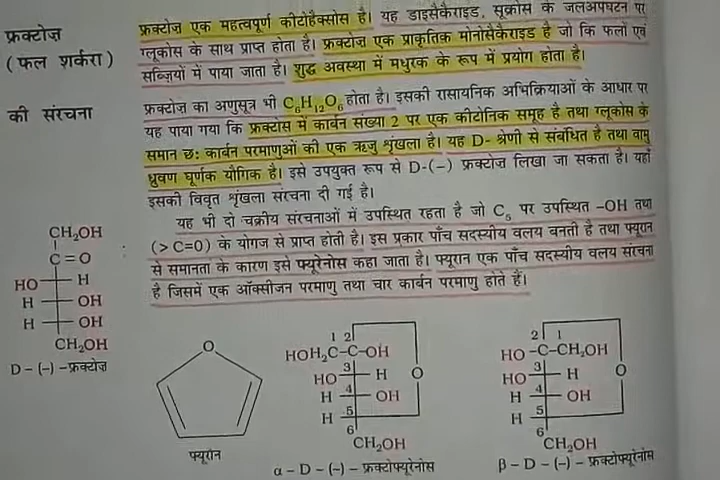 फ्रक्टोज़
(फल शर्करा)
की संरचना
फ्रक्टोज़ एक महत्वपूर्ण कीटोहैक्सोस है। यह डाइसैकैराइड, सूक्रोस के जलअपघटन पर
ग्लूकोस के साथ प्राप्त होता है। फ्रक्टोज़ एक प्राकृतिक मोनोसैकैराइड है जो कि फलों एवं
सब्ज़ियों में पाया जाता है। शुद्ध अवस्था में मधुरक के रूप में प्रयोग होता है।
फ्रक्टोज़ का अणुसूत्र भी C₆H₁₂O₆ होता है। इसकी रासायनिक अभिक्रियाओं के आधार पर
यह पाया गया कि फ्रक्टोस में कार्बन संख्या 2 पर एक कीटोनिक समूह है तथा ग्लूकोस के
समान छः कार्बन परमाणुओं की एक ऋजु शृंखला है। यह D- श्रेणी से संबंधित है तथा वाम
ध्रुवण घूर्णक यौगिक है। इसे उपयुक्त रूप से D-(-) फ्रक्टोज़ लिखा जा सकता है। यहाँ
इसकी विवृत शृंखला संरचना दी गई है।
यह भी दो चक्रीय संरचनाओं में उपस्थित रहता है जो C₅ पर उपस्थित -OH तथा
(>C=0) के योगज से प्राप्त होती है। इस प्रकार पाँच सदस्यीय वलय बनती है तथा फ्यूरान
से समानता के कारण इसे फ्यूरेनोस कहा जाता है। फ्यूरान एक पाँच सदस्यीय वलय संरचना
है जिसमें एक ऑक्सीजन परमाणु तथा चार कार्बन परमाणु होते हैं।
CH₂OH
C=O
HO H
H OH
H OH
CH₂OH
D-(-)-फ्रक्टोज़
O
फ्यूरॉन
1 2
HOH₂C-C-OH
3
HO H O
4
H OH
5
H
6
CH₂OH
α-D-(-)-फ्रक्टोफ्यूरेनोस
2 1
HO-C-CH₂OH
3
HO H O
4
H OH
5
H
6
CH₂OH
β-D-(-)-फ्रक्टोफ्यूरेनोस